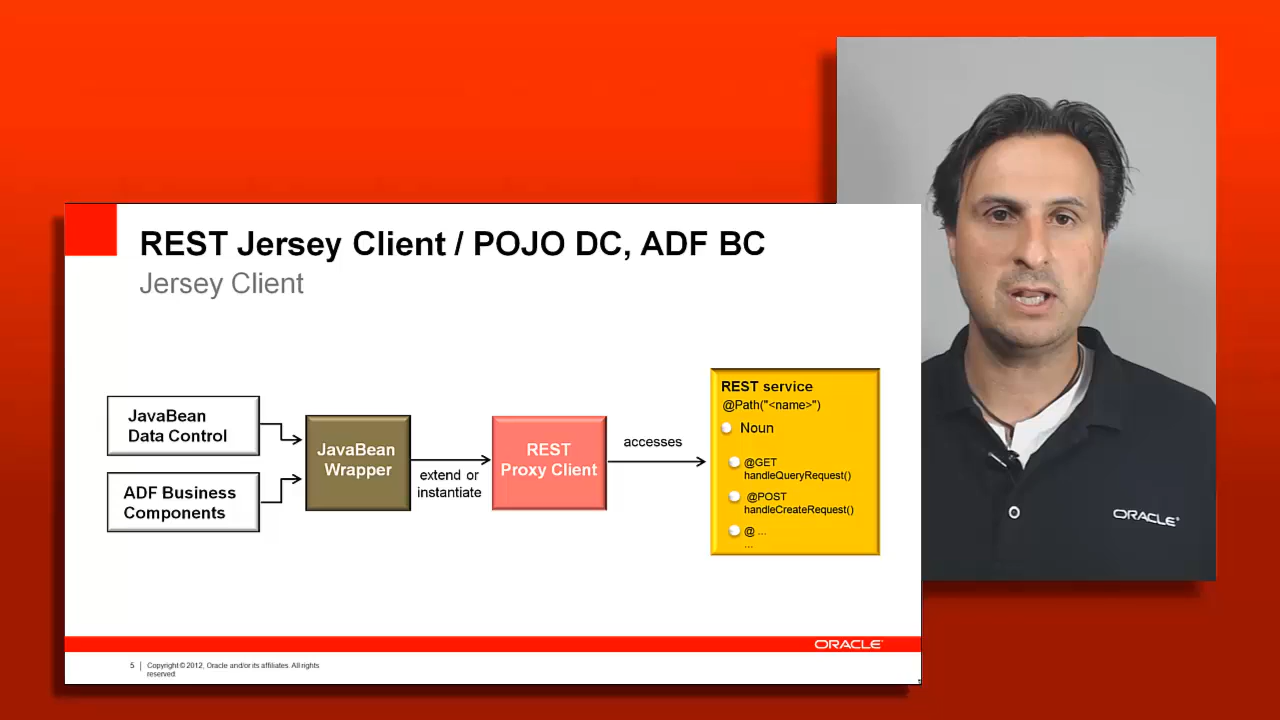 REST Jersey Client / POJO DC, ADF BC
Jersey Client
JavaBean
Data Control
ADF Business
Components
JavaBean
Wrapper
extend or
instantiate
REST
Proxy Client
accesses
REST service
@Path("<name>")
Noun
@GET
handleQueryRequest()
@POST
handleCreateRequest()
@ ...
...
ORACLE
ORACLE
5 | Copyright © 2012, Oracle and/or its affiliates. All rights
reserved.